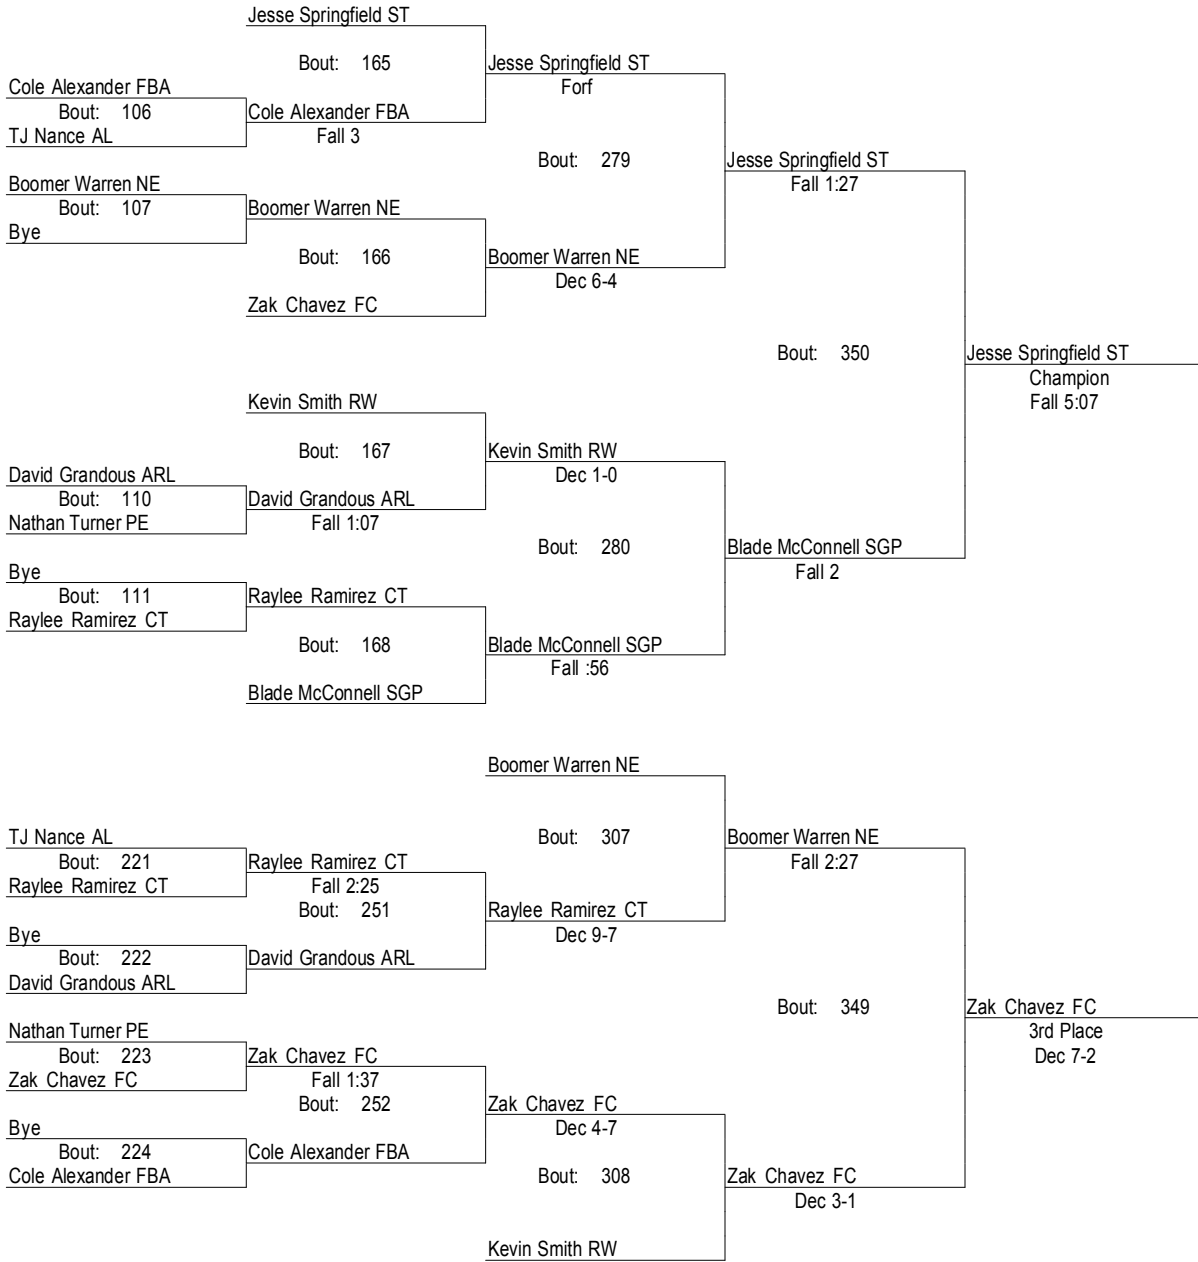 Jesse Springfield ST
Bout: 165
Jesse Springfield ST
Forf
Cole Alexander FBA
Bout: 106
Cole Alexander FBA
TJ Nance AL
Fall 3
Bout: 279
Jesse Springfield ST
Fall 1:27
Boomer Warren NE
Bout: 107
Boomer Warren NE
Bye
Bout: 166
Boomer Warren NE
Dec 6-4
Zak Chavez FC
Bout: 350
Jesse Springfield ST
Champion
Fall 5:07
Kevin Smith RW
Bout: 167
Kevin Smith RW
Dec 1-0
David Grandous ARL
Bout: 110
David Grandous ARL
Nathan Turner PE
Fall 1:07
Bout: 280
Blade McConnell SGP
Fall 2
Bye
Bout: 111
Raylee Ramirez CT
Raylee Ramirez CT
Bout: 168
Blade McConnell SGP
Fall :56
Blade McConnell SGP
Boomer Warren NE
Bout: 307
Boomer Warren NE
Fall 2:27
TJ Nance AL
Bout: 221
Raylee Ramirez CT
Raylee Ramirez CT
Fall 2:25
Bout: 251
Raylee Ramirez CT
Dec 9-7
Bye
Bout: 222
David Grandous ARL
David Grandous ARL
Bout: 349
Zak Chavez FC
3rd Place
Dec 7-2
Nathan Turner PE
Bout: 223
Zak Chavez FC
Zak Chavez FC
Fall 1:37
Bout: 252
Zak Chavez FC
Dec 4-7
Bye
Bout: 224
Cole Alexander FBA
Cole Alexander FBA
Bout: 308
Zak Chavez FC
Dec 3-1
Kevin Smith RW